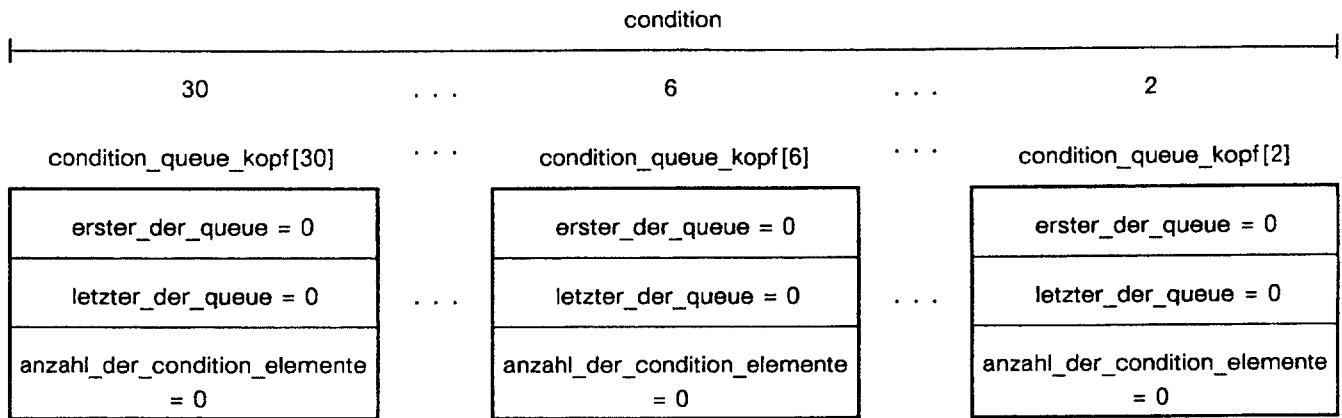 condition
30 . . . 6 . . . 2
condition_queue_kopf[30] . . . condition_queue_kopf[6] . . . condition_queue_kopf[2]
erster_der_queue = 0 erster_der_queue = 0 erster_der_queue = 0
letzter_der_queue = 0 . . . letzter_der_queue = 0 . . . letzter_der_queue = 0
anzahl_der_condition_elemente anzahl_der_condition_elemente anzahl_der_condition_elemente
= 0 = 0 = 0